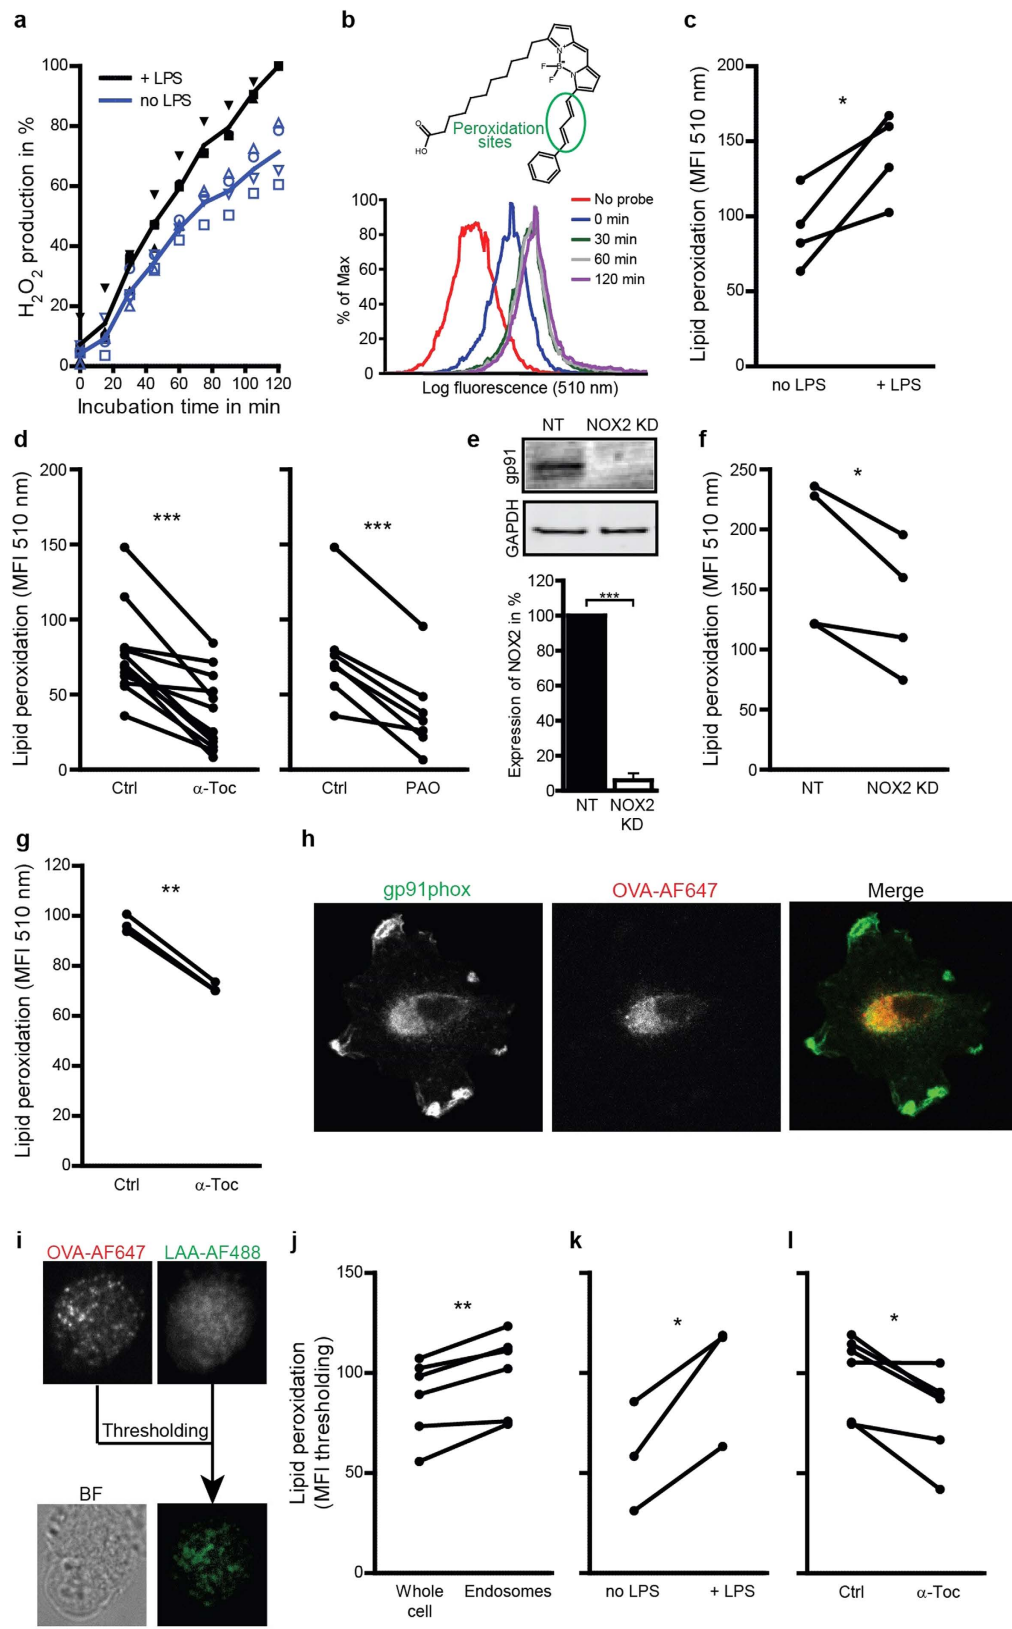 a
H2O2 production in %
100
80
60
40
20
0
+ LPS
no LPS
0 20 40 60 80 100 120
Incubation time in min
b
N+
F
B-
F
N
O
HO
Peroxidation
sites
% of Max
100
80
60
40
20
0
No probe
0 min
30 min
60 min
120 min
Log fluorescence (510 nm)
c
Lipid peroxidation (MFI 510 nm)
200
150
100
50
0
*
no LPS + LPS
d
Lipid peroxidation (MFI 510 nm)
200
150
100
50
0
***
Ctrl α-Toc
***
Ctrl PAO
e
NT NOX2 KD
gp91
GAPDH
Expression of NOX2 in %
120
100
80
60
40
20
0
***
NT NOX2
KD
f
Lipid peroxidation (MFI 510 nm)
250
200
150
100
50
0
*
NT NOX2 KD
g
Lipid peroxidation (MFI 510 nm)
120
100
80
60
40
20
0
**
Ctrl α-Toc
h
gp91phox OVA-AF647 Merge
i
OVA-AF647 LAA-AF488
Thresholding
BF
j
Lipid peroxidation
(MFI thresholding)
150
100
50
0
**
Whole
cell
Endosomes
k
*
no LPS + LPS
l
*
Ctrl α-Toc